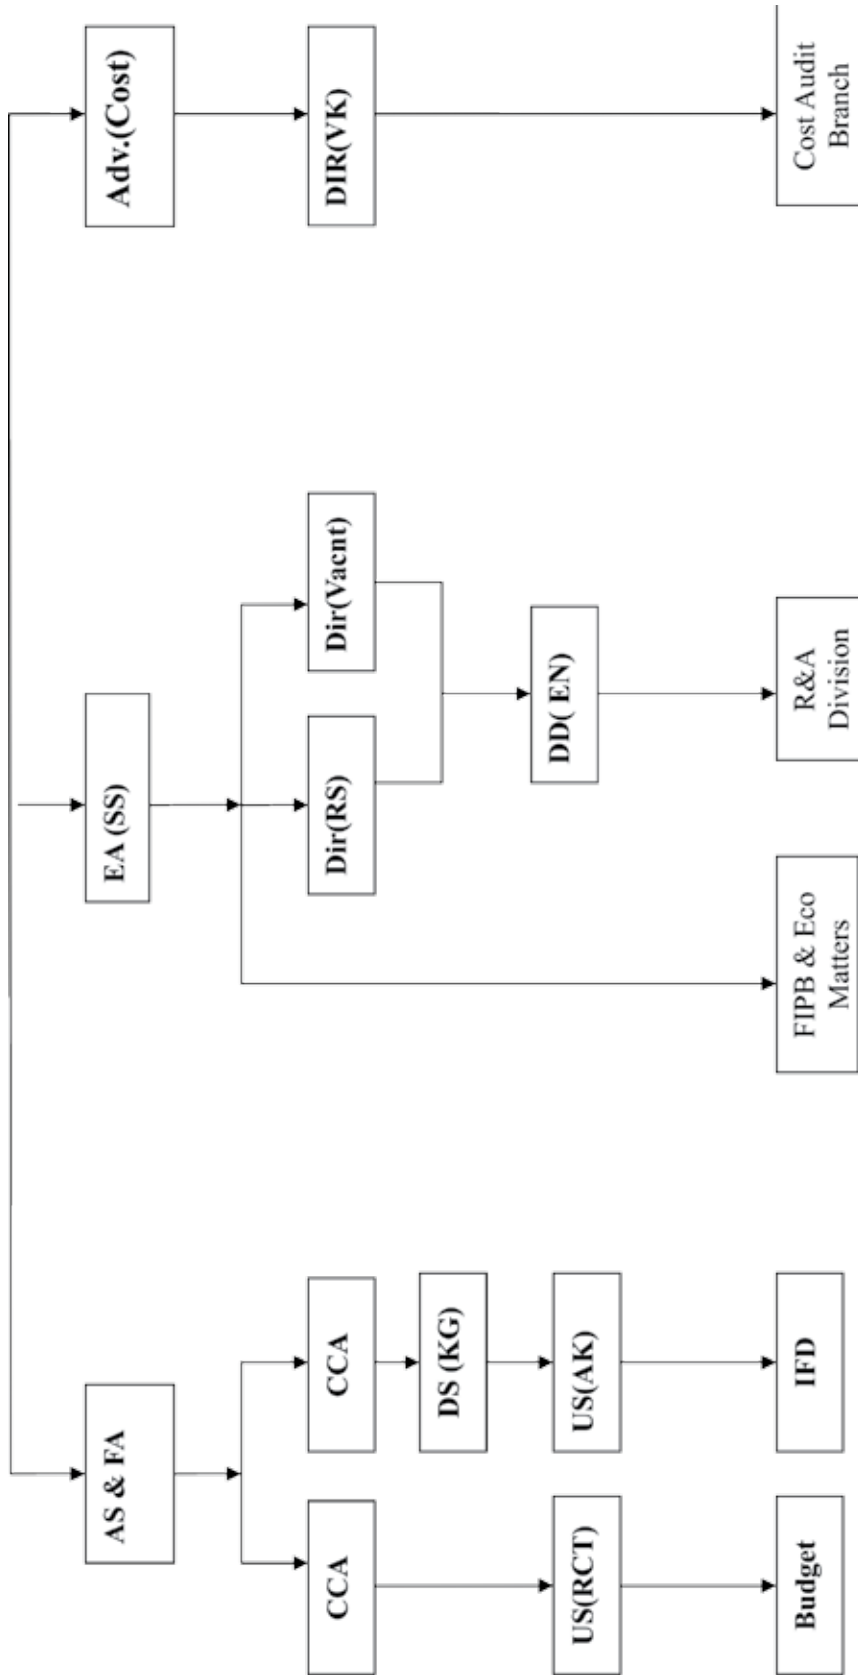 AS & FA
EA (SS)
Adv.(Cost)
CCA
CCA
Dir(RS)
Dir(Vacnt)
DIR(VK)
DS (KG)
US(RCT)
US(AK)
DD( EN)
Budget
IFD
FIPB & Eco
Matters
R&A
Division
Cost Audit
Branch